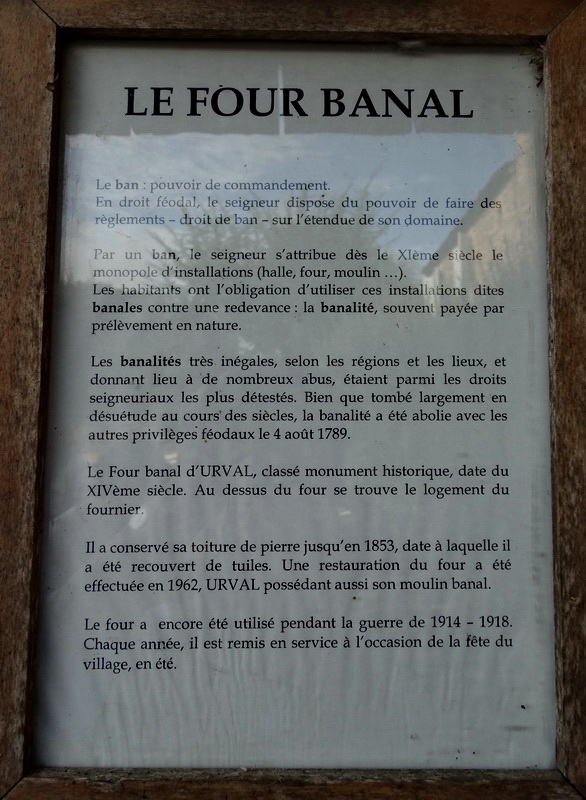 LE FOUR BANAL
Le ban : pouvoir de commandement.
En droit féodal, le seigneur dispose du pouvoir de faire des
règlements – droit de ban – sur l'étendue de son domaine.
Par un ban, le seigneur s'attribue dès le XIème siècle le
monopole d'installations (halle, four, moulin …).
Les habitants ont l'obligation d'utiliser ces installations dites
banales contre une redevance : la banalité, souvent payée par
prélèvement en nature.
Les banalités très inégales, selon les régions et les lieux, et
donnant lieu à de nombreux abus, étaient parmi les droits
seigneuriaux les plus détestés. Bien que tombé largement en
désuétude au cours des siècles, la banalité a été abolie avec les
autres privilèges féodaux le 4 août 1789.
Le Four banal d'URVAL, classé monument historique, date du
XIVème siècle. Au dessus du four se trouve le logement du
fournier.
Il a conservé sa toiture de pierre jusqu'en 1853, date à laquelle il
a été recouvert de tuiles. Une restauration du four a été
effectuée en 1962, URVAL possédant aussi son moulin banal.
Le four a encore été utilisé pendant la guerre de 1914 – 1918.
Chaque année, il est remis en service à l'occasion de la fête du
village, en été.